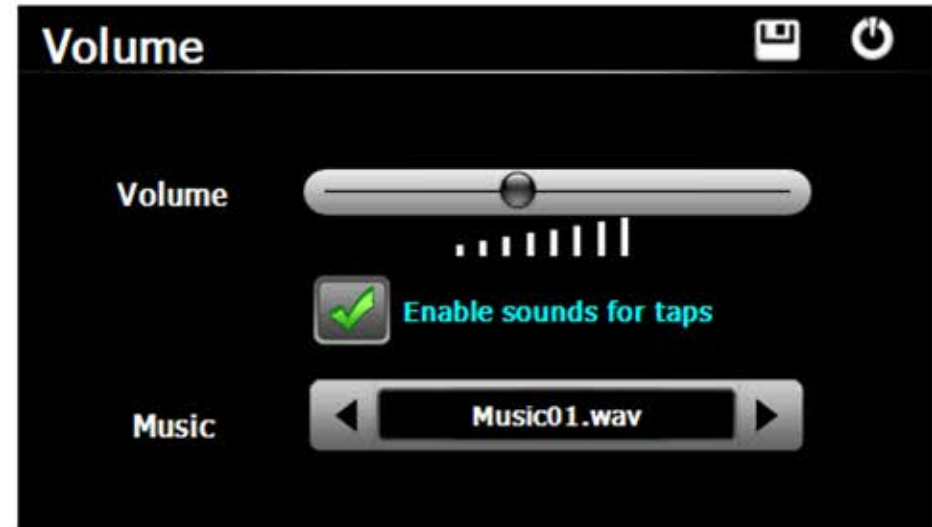 Volume
Volume
Enable sounds for taps
Music
Music01.wav